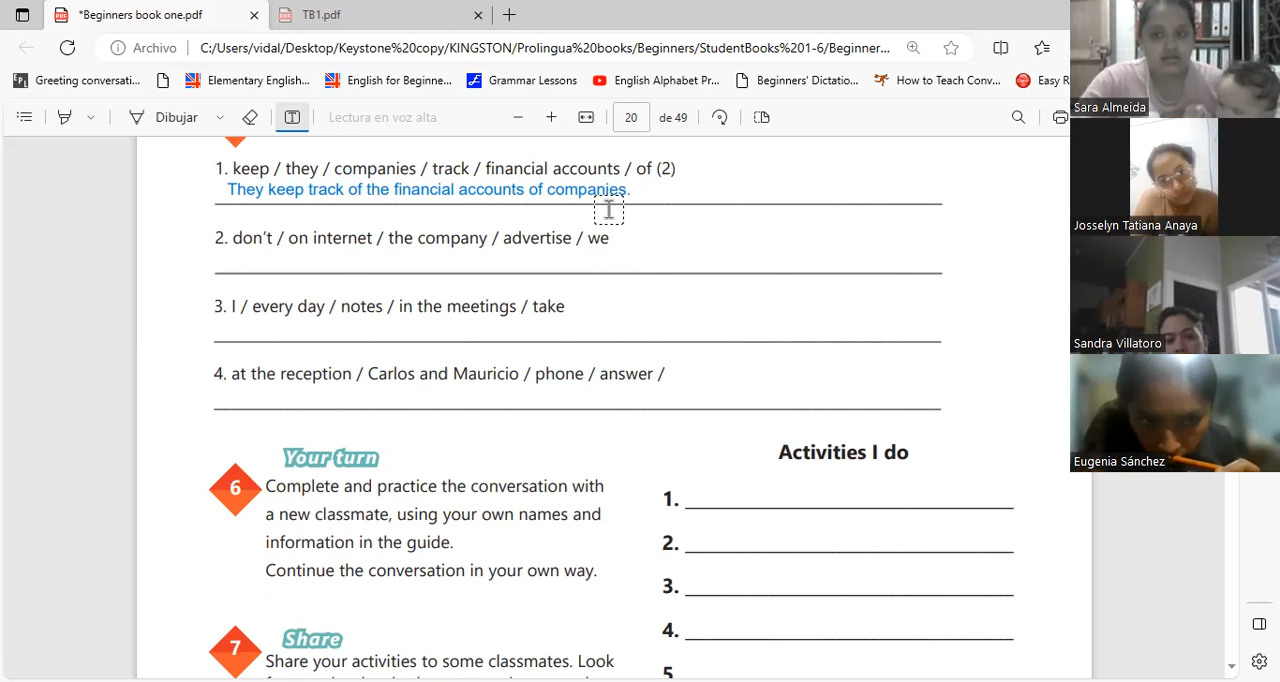 *Beginners book one.pdf
TB1.pdf
Archivo
C:/Users/vidal/Desktop/Keystone%20copy/KINGSTON/Prolingua%20books/Beginners/StudentBooks%201-6/Beginner...
Greeting conversati...
Elementary English...
English for Beginne...
Grammar Lessons
English Alphabet Pr...
Beginners' Dictatio...
How to Teach Conv...
Easy R
Dibujar
Lectura en voz alta
20
de 49
1. keep / they / companies / track / financial accounts / of (2)
They keep track of the financial accounts of companies.
2. don't / on internet / the company / advertise / we
3. I / every day / notes / in the meetings / take
4. at the reception / Carlos and Mauricio / phone / answer /
Your turn
6
Complete and practice the conversation with
a new classmate, using your own names and
information in the guide.
Continue the conversation in your own way.
Activities I do
1.
2.
3.
4.
5
7
Share
Share your activities to some classmates. Look
Sara Almeida
Josselyn Tatiana Anaya
Sandra Villatoro
Eugenia Sánchez